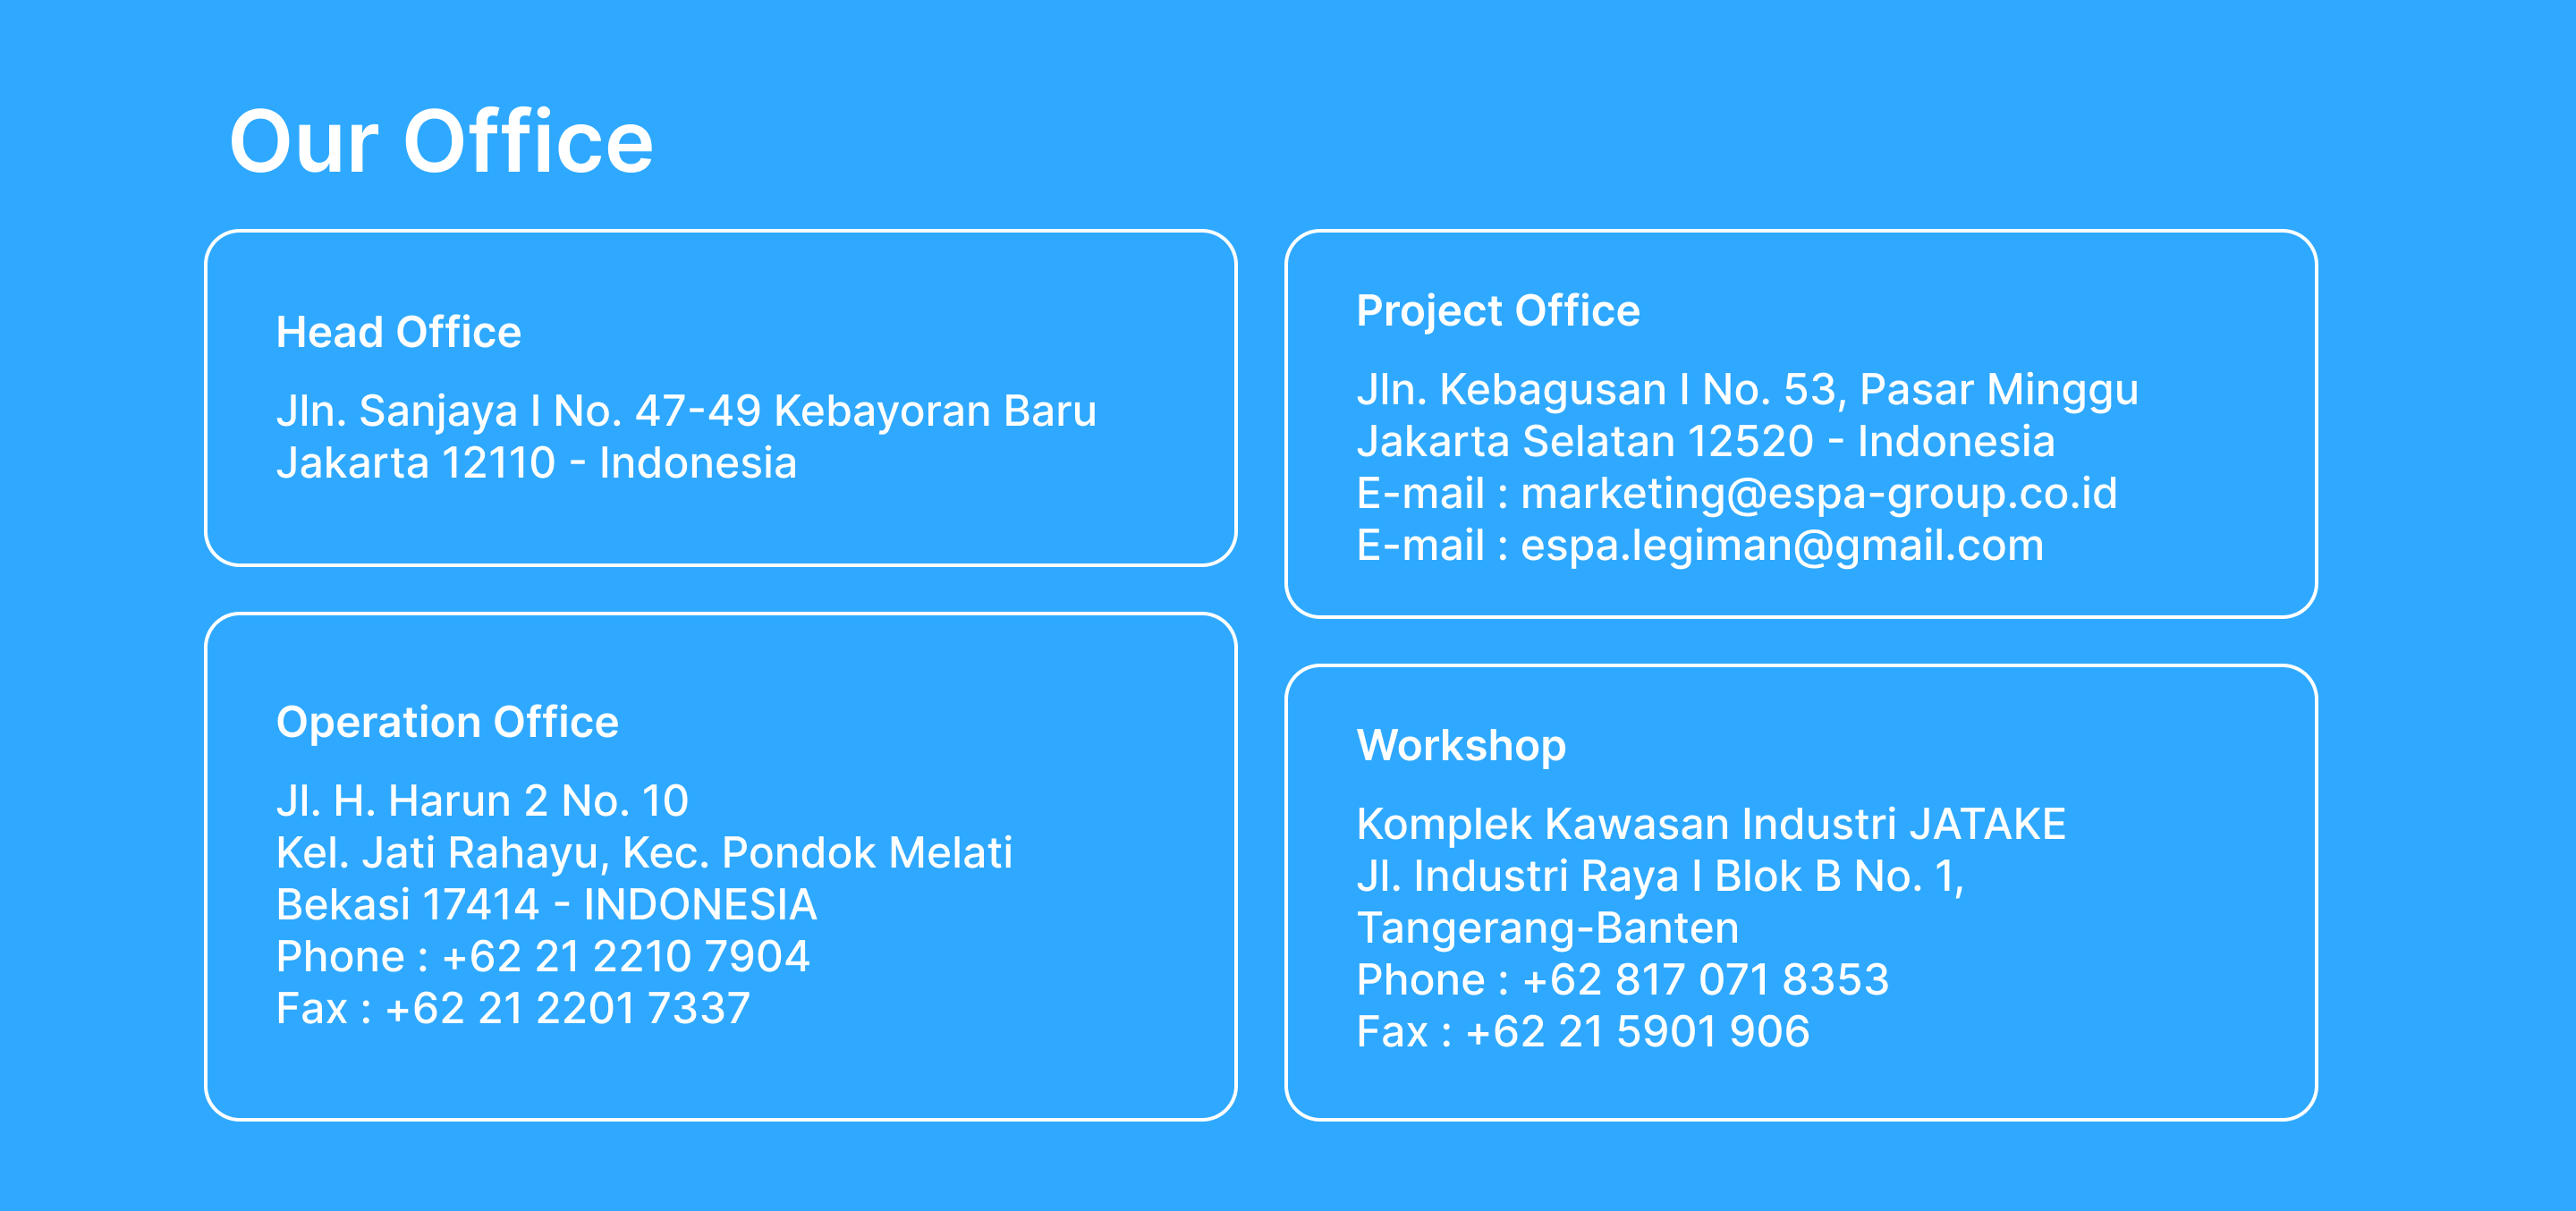 Our Office
Head Office
Jln. Sanjaya I No. 47-49 Kebayoran Baru
Jakarta 12110 - Indonesia
Operation Office
Jl. H. Harun 2 No. 10
Kel. Jati Rahayu, Kec. Pondok Melati
Bekasi 17414 - INDONESIA
Phone : +62 21 2210 7904
Fax : +62 21 2201 7337
Project Office
Jln. Kebagusan I No. 53, Pasar Minggu
Jakarta Selatan 12520 - Indonesia
E-mail : marketing@espa-group.co.id
E-mail : espa.legiman@gmail.com
Workshop
Komplek Kawasan Industri JATAKE
Jl. Industri Raya I Blok B No. 1,
Tangerang-Banten
Phone : +62 817 071 8353
Fax : +62 21 5901 906